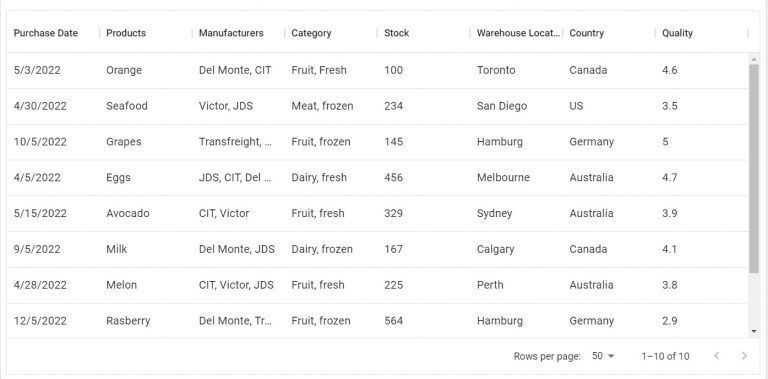 Purchase Date Products Manufacturers Category Stock Warehouse Locat... Country Quality
5/3/2022 Orange Del Monte, CIT Fruit, Fresh 100 Toronto Canada 4.6
4/30/2022 Seafood Victor, JDS Meat, frozen 234 San Diego US 3.5
10/5/2022 Grapes Transfreight, ... Fruit, frozen 145 Hamburg Germany 5
4/5/2022 Eggs JDS, CIT, Del ... Dairy, fresh 456 Melbourne Australia 4.7
5/15/2022 Avocado CIT, Victor Fruit, fresh 329 Sydney Australia 3.9
9/5/2022 Milk Del Monte, JDS Dairy, frozen 167 Calgary Canada 4.1
4/28/2022 Melon CIT, Victor, JDS Fruit, fresh 225 Perth Australia 3.8
12/5/2022 Rasberry Del Monte, Tr... Fruit, frozen 564 Hamburg Germany 2.9
Rows per page: 50 1–10 of 10